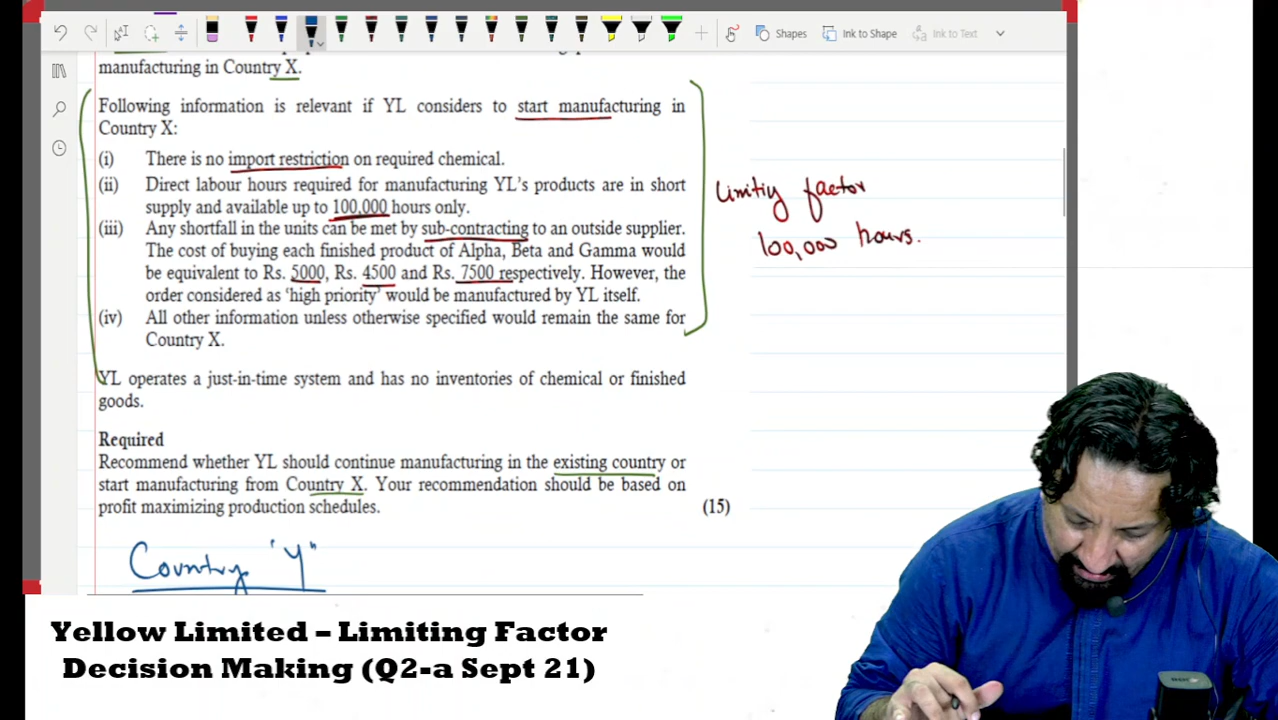 Shapes
Ink to Shape
Ink to Text
manufacturing in Country X.
Following information is relevant if YL considers to start manufacturing in
Country X:
(i) There is no import restriction on required chemical.
(ii) Direct labour hours required for manufacturing YL's products are in short
supply and available up to 100,000 hours only.
(iii) Any shortfall in the units can be met by sub-contracting to an outside supplier.
The cost of buying each finished product of Alpha, Beta and Gamma would
be equivalent to Rs. 5000, Rs. 4500 and Rs. 7500 respectively. However, the
order considered as 'high priority' would be manufactured by YL itself.
(iv) All other information unless otherwise specified would remain the same for
Country X.
limitiy factor
100,000 hours.
YL operates a just-in-time system and has no inventories of chemical or finished
goods.
Required
Recommend whether YL should continue manufacturing in the existing country or
start manufacturing from Country X. Your recommendation should be based on
profit maximizing production schedules. (15)
Country "Y"
Yellow Limited – Limiting Factor
Decision Making (Q2-a Sept 21)